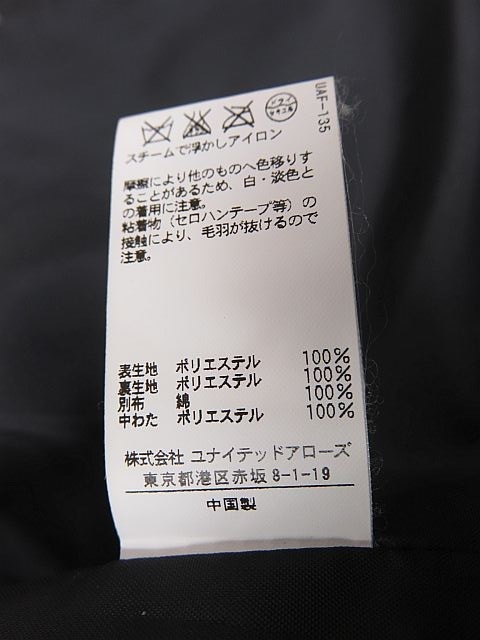 UAF-135
ドライ
セキユ系
スチームで浮かしアイロン
摩擦により他のものへ色移りす
ることがあるため、白・淡色と
の着用に注意。
粘着物（セロハンテープ等）の
接触により、毛羽が抜けるので
注意。
表生地 ポリエステル 100%
裏生地 ポリエステル 100%
別布 綿 100%
中わた ポリエステル 100%
株式会社 ユナイテッドアローズ
東京都港区赤坂8-1-19
中国製